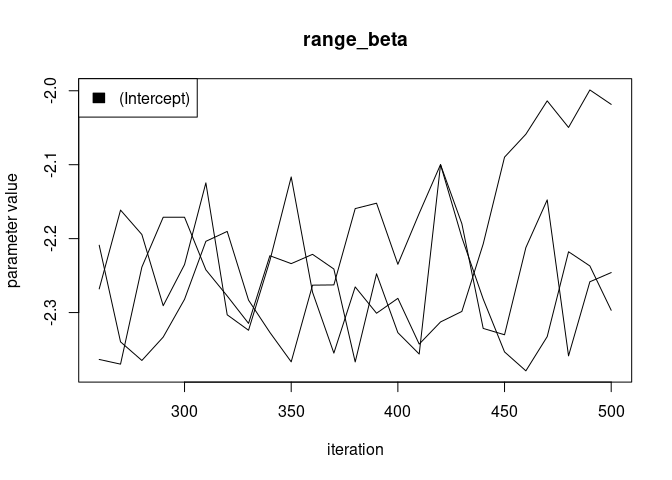 range_beta
(Intercept)
parameter value
-2.0
-2.1
-2.2
-2.3
300 350 400 450 500
iteration